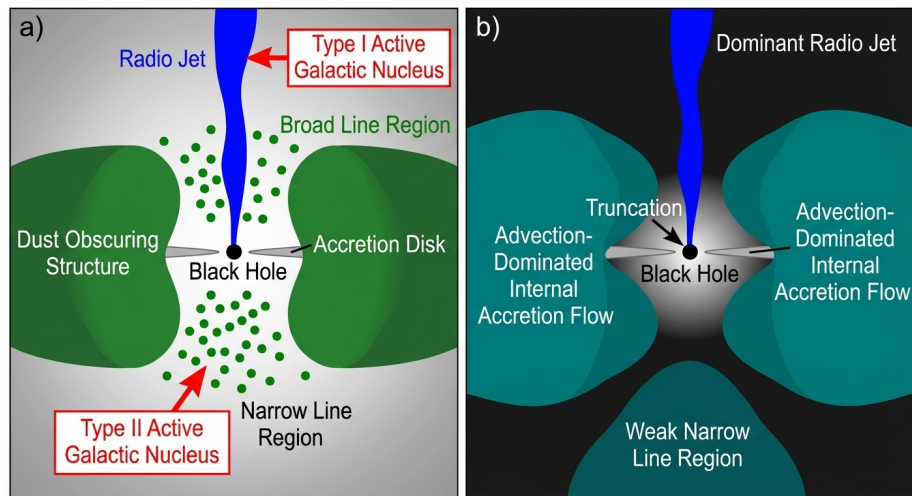 a)
Radio Jet
Type I Active
Galactic Nucleus
Broad Line Region
Dust Obscuring
Structure
Accretion Disk
Black Hole
Type II Active
Galactic Nucleus
Narrow Line
Region
b)
Dominant Radio Jet
Truncation
Advection-
Dominated
Internal
Accretion Flow
Black Hole
Advection-
Dominated
Internal
Accretion Flow
Weak Narrow
Line Region